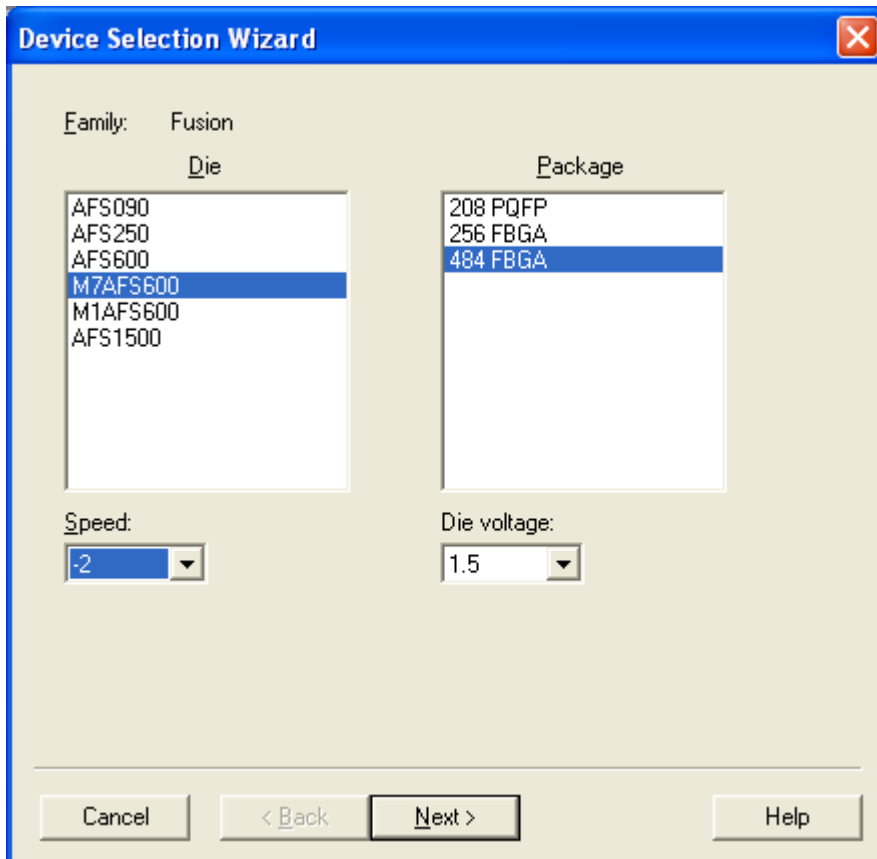 Device Selection Wizard
Family: Fusion
Die
Package
AFS090
AFS250
AFS600
M7AFS600
M1AFS600
AFS1500
208 PQFP
256 FBGA
484 FBGA
Speed:
-2
Die voltage:
1.5
Cancel
< Back
Next >
Help